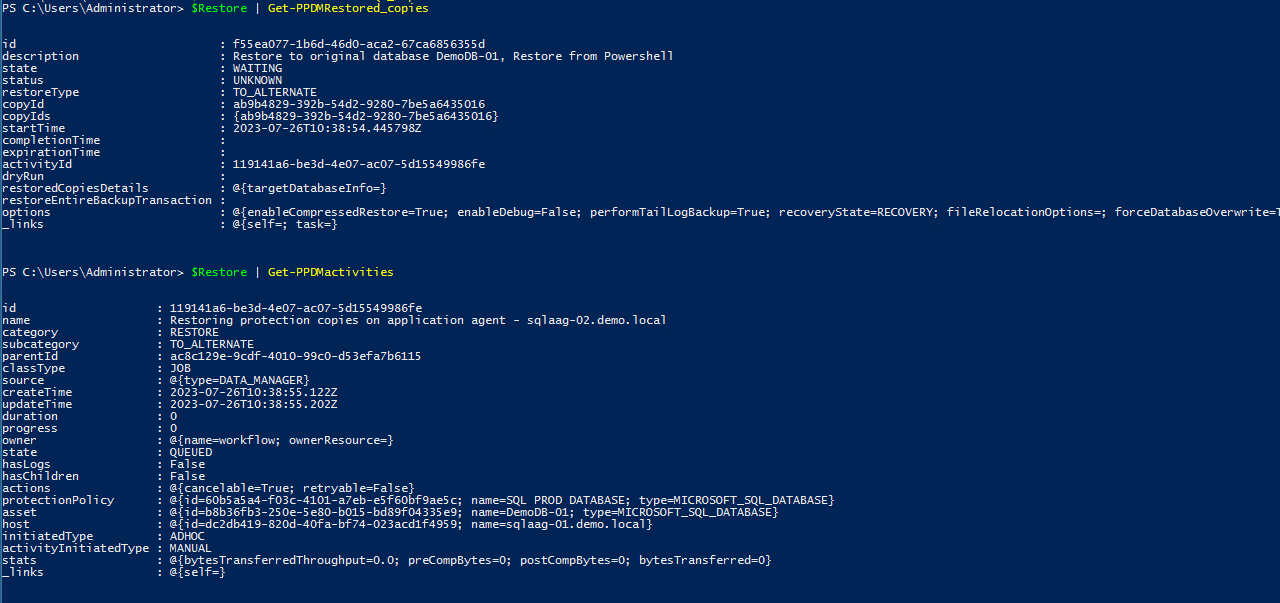 PS C:\Users\Administrator> $Restore | Get-PPDMRestored_copies
id : f55ea077-1b6d-46d0-aca2-67ca6856355d
description : Restore to original database DemoDB-01, Restore from Powershell
state : WAITING
status : UNKNOWN
restoreType : TO_ALTERNATE
copyId : ab9b4829-392b-54d2-9280-7be5a6435016
copyIds : {ab9b4829-392b-54d2-9280-7be5a6435016}
startTime : 2023-07-26T10:38:54.445798Z
completionTime :
expirationTime :
activityId : 119141a6-be3d-4e07-ac07-5d15549986fe
dryRun :
restoredCopiesDetails : @{targetDatabaseInfo=}
restoreEntireBackupTransaction :
options : @{enableCompressedRestore=True; enableDebug=False; performTailLogBackup=True; recoveryState=RECOVERY; fileRelocationOptions=; forceDatabaseOverwrite=T
_links : @{self=; task=}
PS C:\Users\Administrator> $Restore | Get-PPDMactivities
id : 119141a6-be3d-4e07-ac07-5d15549986fe
name : Restoring protection copies on application agent - sqlaag-02.demo.local
category : RESTORE
subcategory : TO_ALTERNATE
parentId : ac8c129e-9cdf-4010-99c0-d53efa7b6115
classType : JOB
source : @{type=DATA_MANAGER}
createTime : 2023-07-26T10:38:55.122Z
updateTime : 2023-07-26T10:38:55.202Z
duration : 0
progress : 0
owner : @{name=workflow; ownerResource=}
state : QUEUED
hasLogs : False
hasChildren : False
actions : @{cancelable=True; retryable=False}
protectionPolicy : @{id=60b5a5a4-f03c-4101-a7eb-e5f60bf9ae5c; name=SQL PROD DATABASE; type=MICROSOFT_SQL_DATABASE}
asset : @{id=b8b36fb3-250e-5e80-b015-bd89f04335e9; name=DemoDB-01; type=MICROSOFT_SQL_DATABASE}
host : @{id=dc2db419-820d-40fa-bf74-023acd1f4959; name=sqlaag-01.demo.local}
initiatedType : ADHOC
activityInitiatedType : MANUAL
stats : @{bytesTransferredThroughput=0.0; preCompBytes=0; postCompBytes=0; bytesTransferred=0}
_links : @{self=}